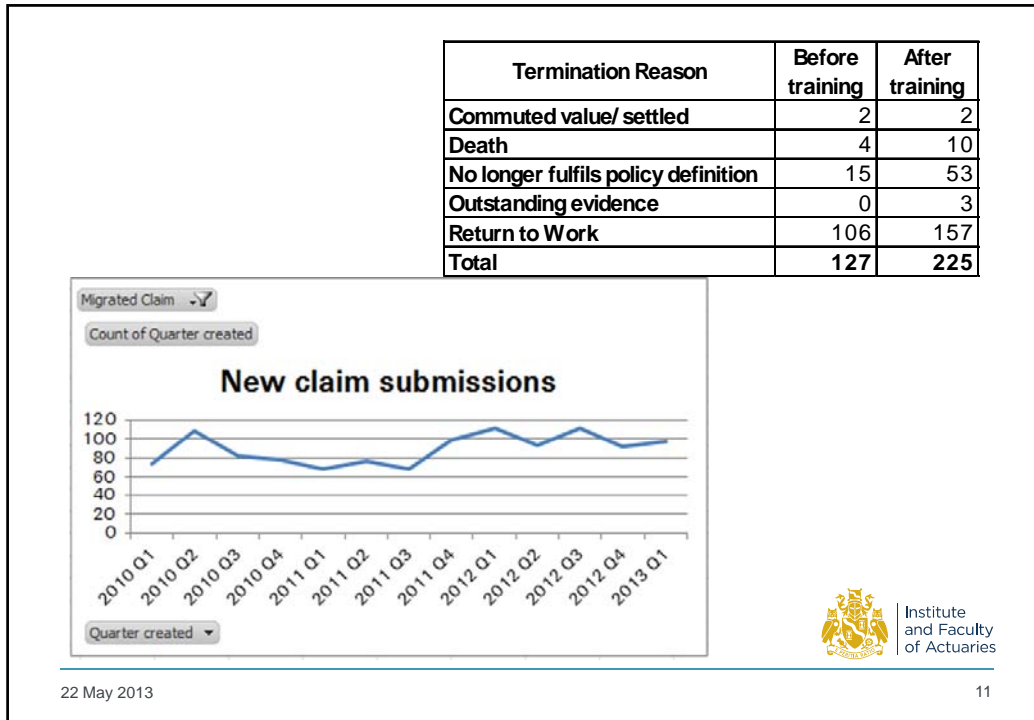 Termination Reason Before training After training
Commuted value/ settled 2 2
Death 4 10
No longer fulfils policy definition 15 53
Outstanding evidence 0 3
Return to Work 106 157
Total 127 225
Migrated Claim
Count of Quarter created
New claim submissions
120
100
80
60
40
20
0
2010 Q1 2010 Q2 2010 Q3 2010 Q4 2011 Q1 2011 Q2 2011 Q3 2011 Q4 2012 Q1 2012 Q2 2012 Q3 2012 Q4 2013 Q1
Quarter created
Institute
and Faculty
of Actuaries
22 May 2013
11